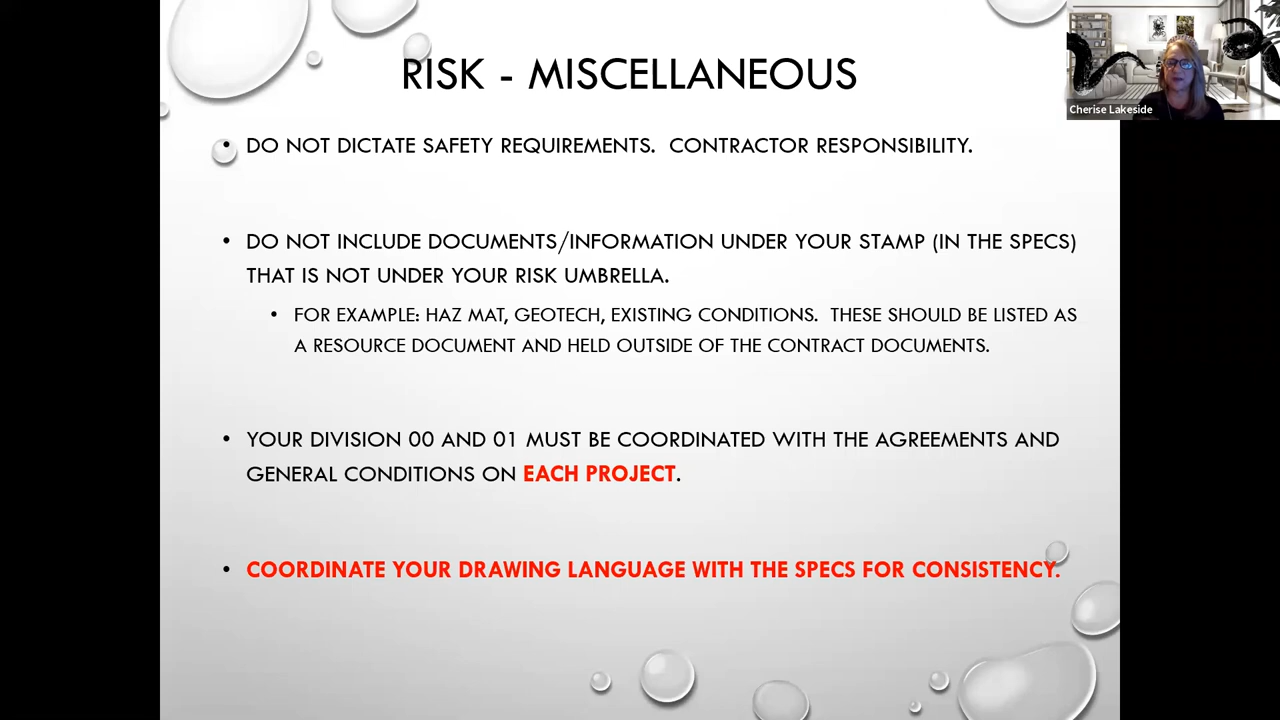 RISK - MISCELLANEOUS
Cherise Lakeside
• DO NOT DICTATE SAFETY REQUIREMENTS.  CONTRACTOR RESPONSIBILITY.
• DO NOT INCLUDE DOCUMENTS/INFORMATION UNDER YOUR STAMP (IN THE SPECS)
THAT IS NOT UNDER YOUR RISK UMBRELLA.
• FOR EXAMPLE: HAZ MAT, GEOTECH, EXISTING CONDITIONS.  THESE SHOULD BE LISTED AS
A RESOURCE DOCUMENT AND HELD OUTSIDE OF THE CONTRACT DOCUMENTS.
• YOUR DIVISION 00 AND 01 MUST BE COORDINATED WITH THE AGREEMENTS AND
GENERAL CONDITIONS ON EACH PROJECT.
• COORDINATE YOUR DRAWING LANGUAGE WITH THE SPECS FOR CONSISTENCY.